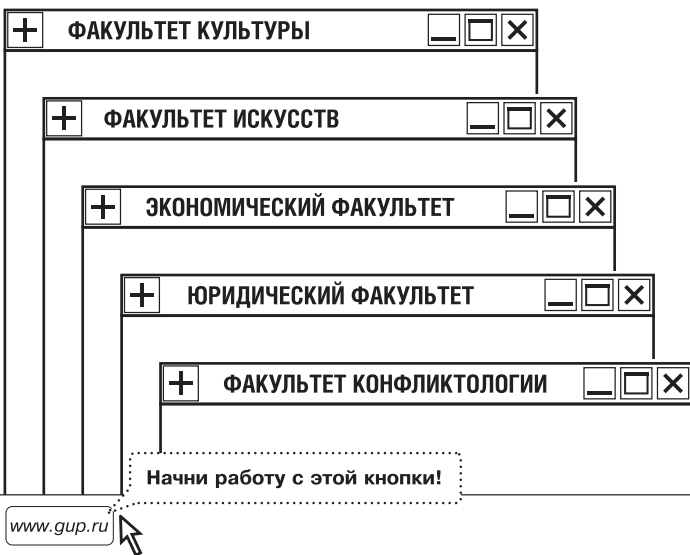 ФАКУЛЬТЕТ КУЛЬТУРЫ
ФАКУЛЬТЕТ ИСКУССТВ
ЭКОНОМИЧЕСКИЙ ФАКУЛЬТЕТ
ЮРИДИЧЕСКИЙ ФАКУЛЬТЕТ
ФАКУЛЬТЕТ КОНФЛИКТОЛОГИИ
Начни работу с этой кнопки!
www.gup.ru